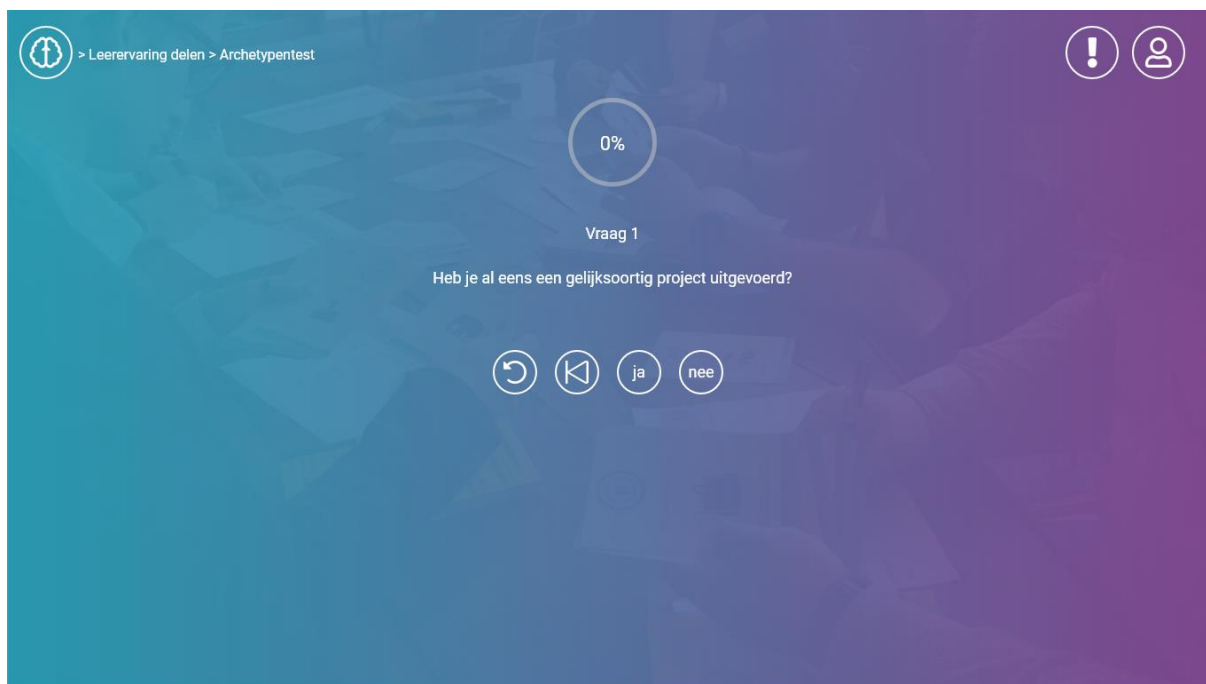 > Leerervaring delen > Archetypentest
0%
Vraag 1
Heb je al eens een gelijksoortig project uitgevoerd?
ja
nee